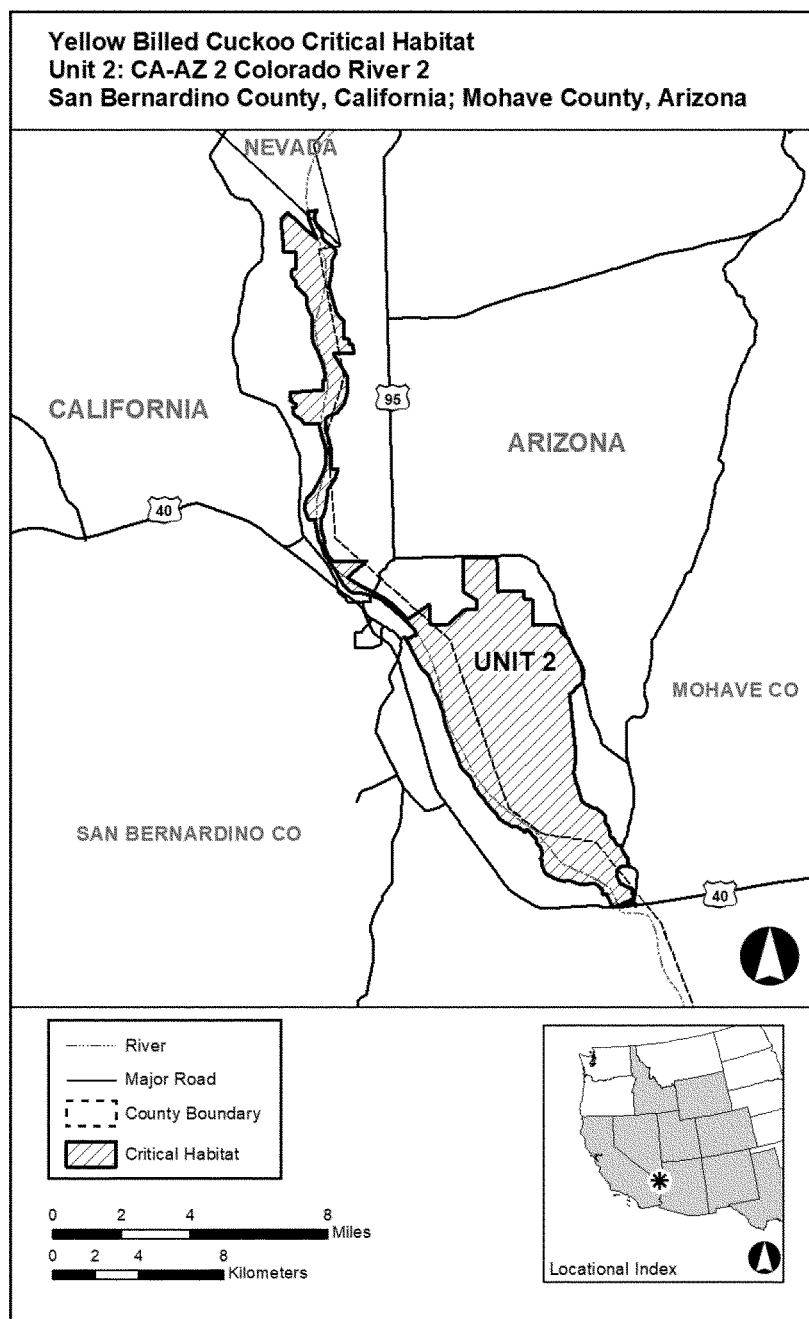 Yellow Billed Cuckoo Critical Habitat
Unit 2: CA-AZ 2 Colorado River 2
San Bernardino County, California; Mohave County, Arizona
NEVADA
CALIFORNIA
95
ARIZONA
40
UNIT 2
MOHAVE CO
SAN BERNARDINO CO
40
River
Major Road
County Boundary
Critical Habitat
0 2 4 8
Miles
0 2 4 8
Kilometers
Locational Index